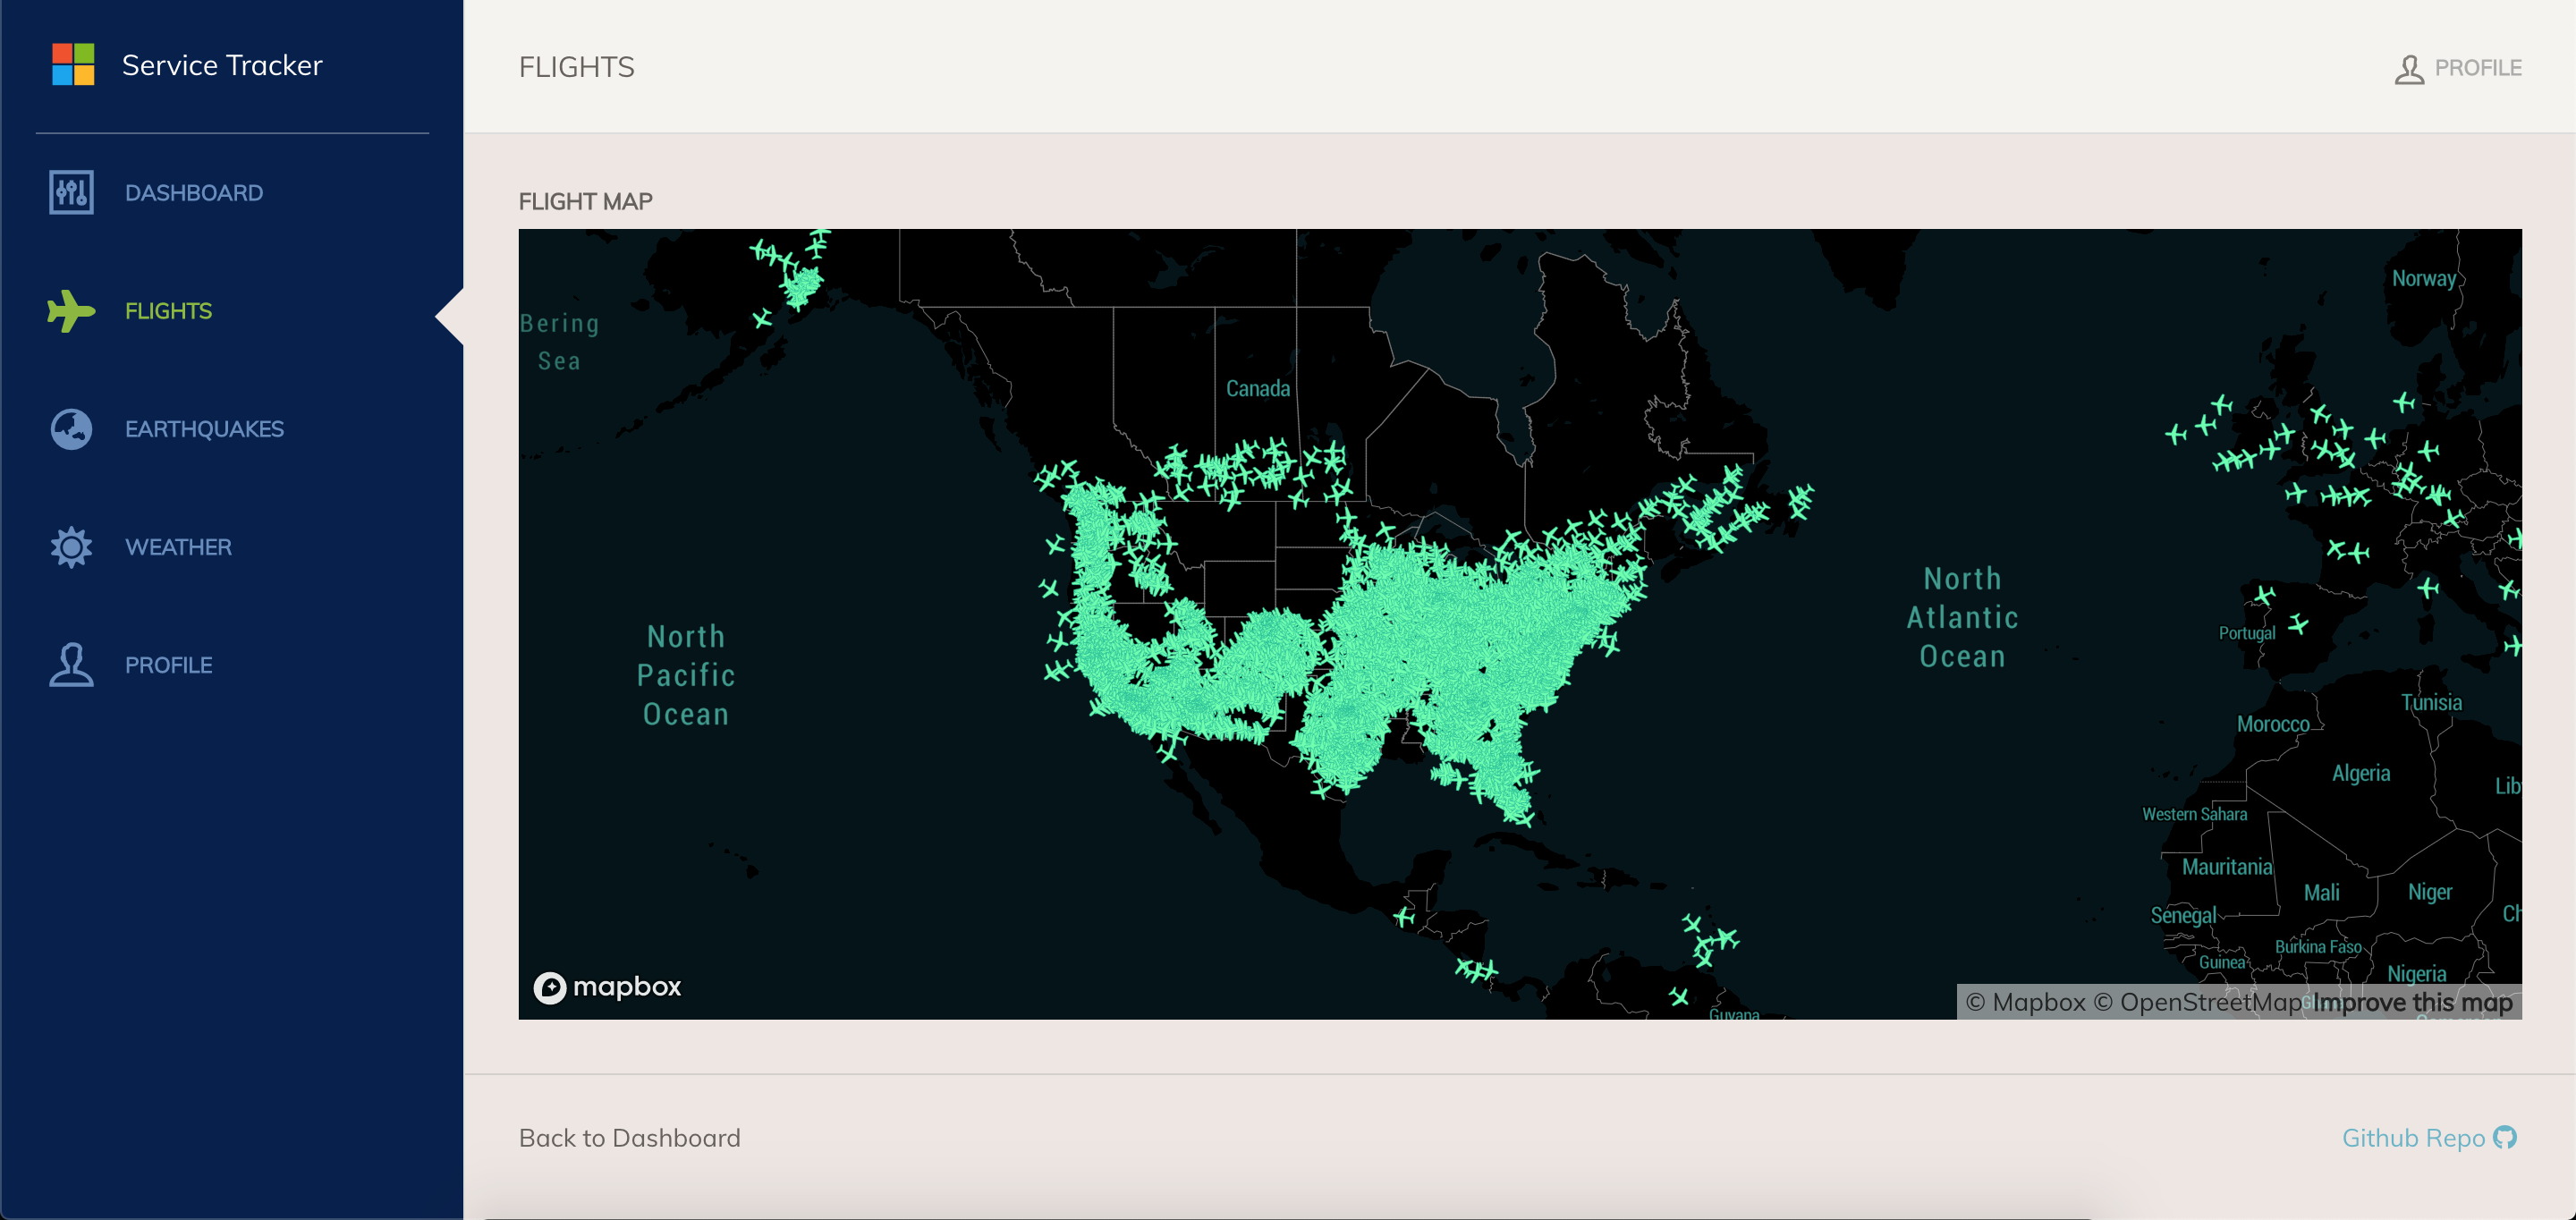 Service Tracker
DASHBOARD
FLIGHTS
EARTHQUAKES
WEATHER
PROFILE
FLIGHTS
PROFILE
FLIGHT MAP
Bering
Sea
Canada
North
Pacific
Ocean
North
Atlantic
Ocean
Norway
Portugal
Tunisia
Morocco
Algeria
Lib
Western Sahara
Mauritania
Mali
Niger
Ch
Senegal
Burkina Faso
Guinea
Nigeria
Guyana
mapbox
© Mapbox © OpenStreetMap Improve this map
Back to Dashboard
Github Repo